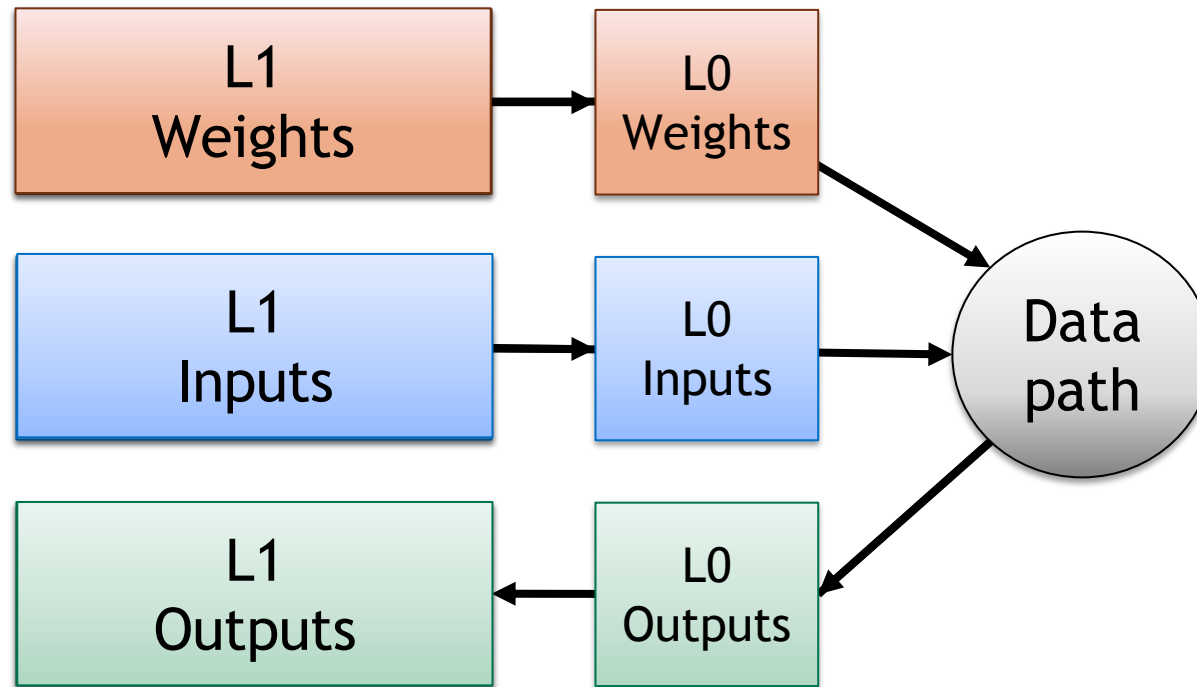 L1
Weights
L0
Weights
L1
Inputs
L0
Inputs
Data
path
L1
Outputs
L0
Outputs